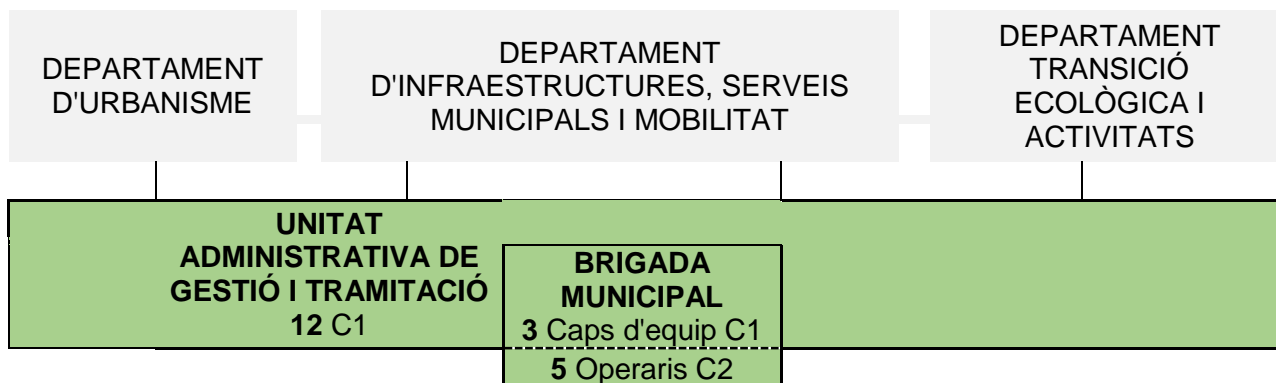 DEPARTAMENT
D'URBANISME
DEPARTAMENT
D'INFRAESTRUCTURES, SERVEIS
MUNICIPALS I MOBILITAT
DEPARTAMENT
TRANSICIÓ
ECOLÒGICA I
ACTIVITATS
UNITAT
ADMINISTRATIVA DE
GESTIÓ I TRAMITACIÓ
12 C1
BRIGADA
MUNICIPAL
3 Caps d'equip C1
5 Operaris C2